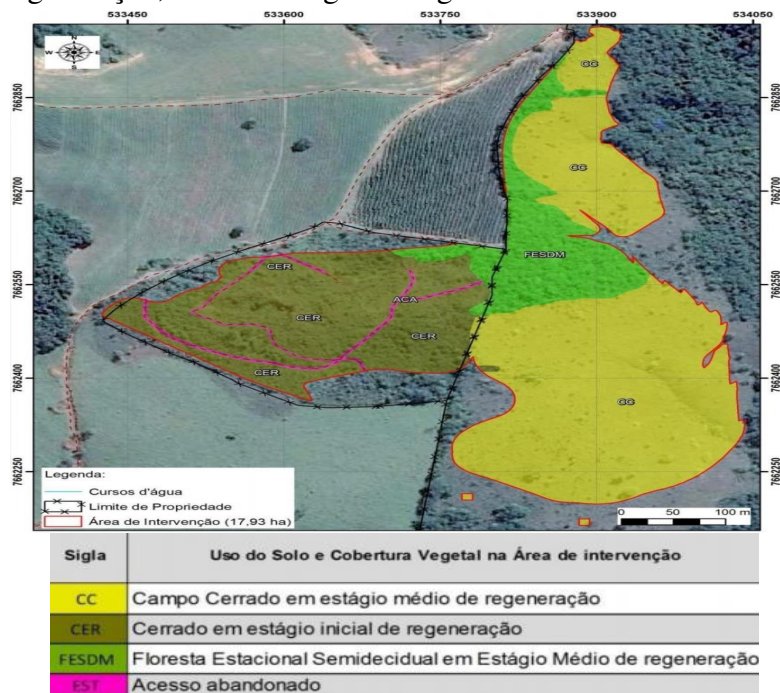 533450 533600 533750 533900 534050
N
W E
S
7662850 7662850
7662700 7662700
7662550 7662550
7662400 7662400
7662250 7662250
CC
CC
FESDM
CER
ACA
CER
CER
CER
CC
Legenda:
Cursos d'água
Limite de Propriedade
Área de Intervenção (17,93 ha)
0 50 100 m
Sigla Uso do Solo e Cobertura Vegetal na Área de intervenção
CC Campo Cerrado em estágio médio de regeneração
CER Cerrado em estágio inicial de regeneração
FESDM Floresta Estacional Semidecidual em Estágio Médio de regeneração
EST Acesso abandonado